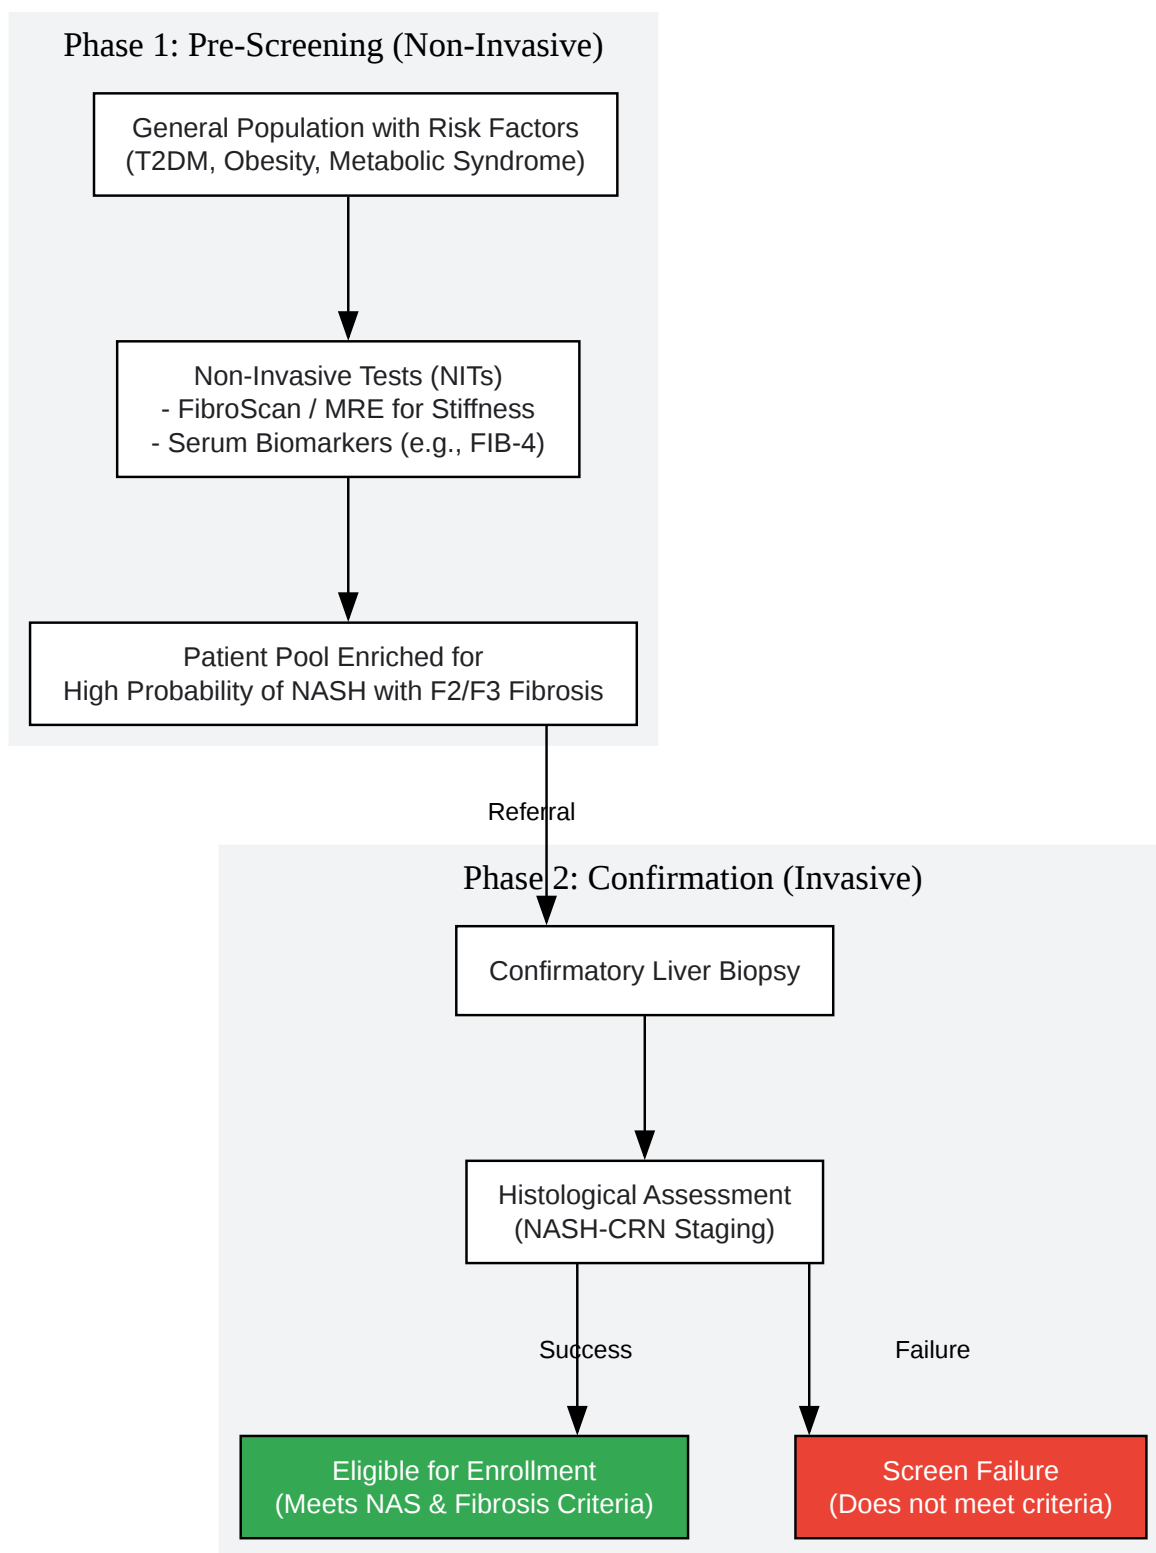 Phase 1: Pre-Screening (Non-Invasive)
General Population with Risk Factors
(T2DM, Obesity, Metabolic Syndrome)
Non-Invasive Tests (NITs)
- FibroScan / MRE for Stiffness
- Serum Biomarkers (e.g., FIB-4)
Patient Pool Enriched for
High Probability of NASH with F2/F3 Fibrosis
Referral
Phase 2: Confirmation (Invasive)
Confirmatory Liver Biopsy
Histological Assessment
(NASH-CRN Staging)
Success
Failure
Eligible for Enrollment
(Meets NAS & Fibrosis Criteria)
Screen Failure
(Does not meet criteria)